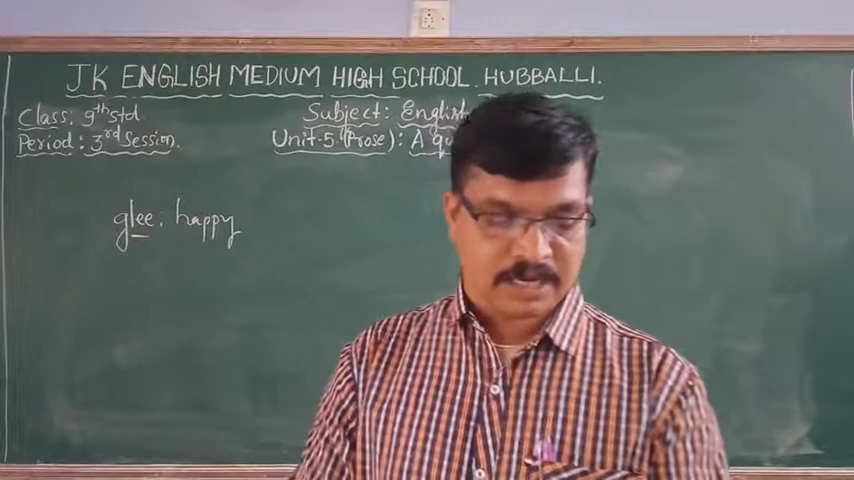 JK ENGLISH MEDIUM HIGH SCHOOL. HUBBALLI.
Class: 9th Std Subject: English
Period: 3rd Session. Unit-5 (Prose): A
glee: happy